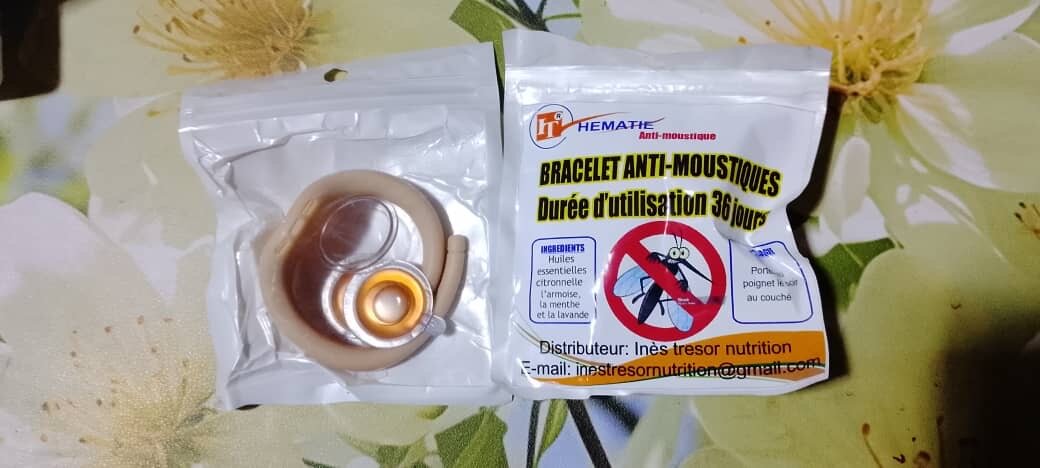 HT
HEMATIE
Anti-moustique
BRACELET ANTI-MOUSTIQUES
Durée d'utilisation 36 jours
INGREDIENTS
Huiles
essentielles
citronnelle
l'armoise,
la menthe
et la lavande
poignet le soir
au couché
Distributeur: Inès tresor nutrition
E-mail: inestresornutrition@gmail.com